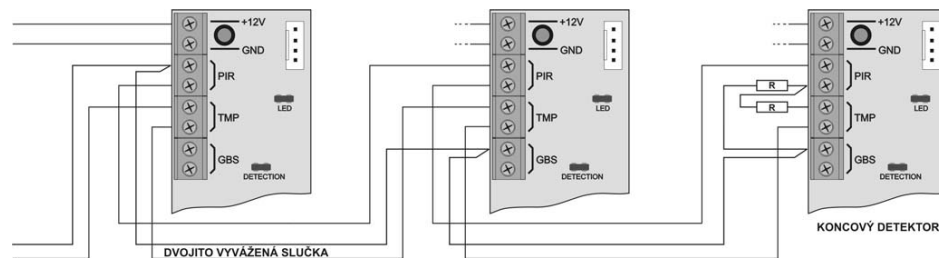 +12V
GND
PIR
LED
TMP
GBS
DETECTION
+12V
GND
PIR
LED
TMP
GBS
DETECTION
+12V
GND
PIR
R
LED
R
TMP
GBS
DETECTION
KONCOVÝ DETEKTOR
DVOJITO VYVÁŽENÁ SLUČKA